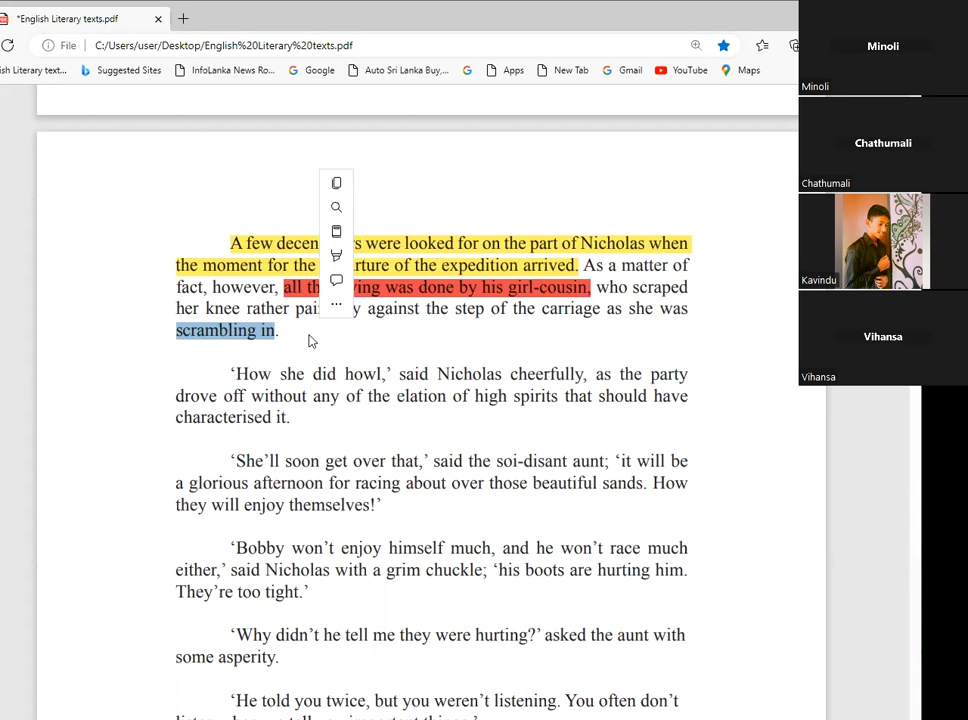 *English Literary texts.pdf
File
C:/Users/user/Desktop/English%20Literary%20texts.pdf
ish Literary text...
Suggested Sites
InfoLanka News Ro...
Google
Auto Sri Lanka Buy,...
Apps
New Tab
Gmail
YouTube
Maps
Minoli
Minoli
Chathumali
Chathumali
Kavindu
Vihansa
Vihansa
A few decen s were looked for on the part of Nicholas when
the moment for the rture of the expedition arrived. As a matter of
fact, however, all th ying was done by his girl-cousin, who scraped
her knee rather pai y against the step of the carriage as she was
scrambling in.
‘How she did howl,’ said Nicholas cheerfully, as the party
drove off without any of the elation of high spirits that should have
characterised it.
‘She’ll soon get over that,’ said the soi-disant aunt; ‘it will be
a glorious afternoon for racing about over those beautiful sands. How
they will enjoy themselves!’
‘Bobby won’t enjoy himself much, and he won’t race much
either,’ said Nicholas with a grim chuckle; ‘his boots are hurting him.
They’re too tight.’
‘Why didn’t he tell me they were hurting?’ asked the aunt with
some asperity.
‘He told you twice, but you weren’t listening. You often don’t